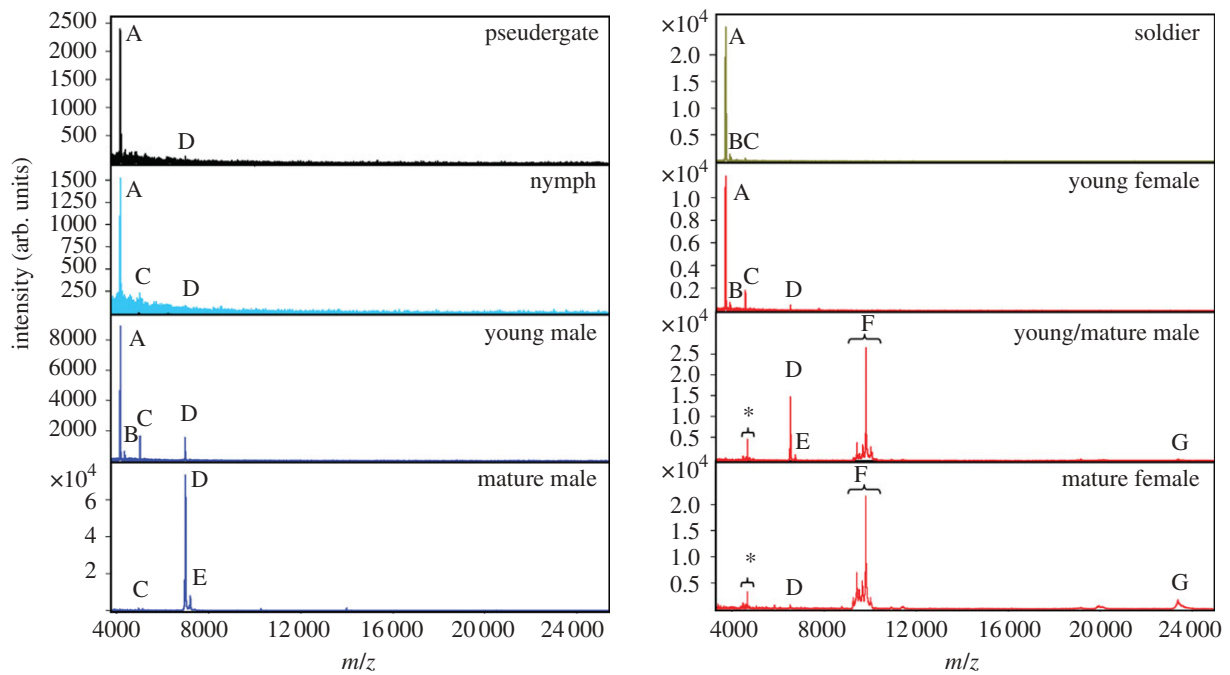 2500
2000
1500
1000
500
A
D
pseudergate
1500
1250
1000
750
500
250
A
C
D
nymph
8000
6000
4000
2000
A
B
C
D
young male
×10⁴
6
4
2
C
D
E
mature male
intensity (arb. units)
4000 8000 12 000 16 000 20 000 24 000
m/z
×10⁴
2.0
1.5
1.0
0.5
A
BC
soldier
×10⁴
1.0
0.8
0.6
0.4
0.2
A
B
C
D
young female
×10⁴
2.5
2.0
1.5
1.0
0.5
*
D
E
F
G
young/mature male
×10⁴
2.0
1.5
1.0
0.5
*
D
F
G
mature female
4000 8000 12 000 16 000 20 000 24 000
m/z